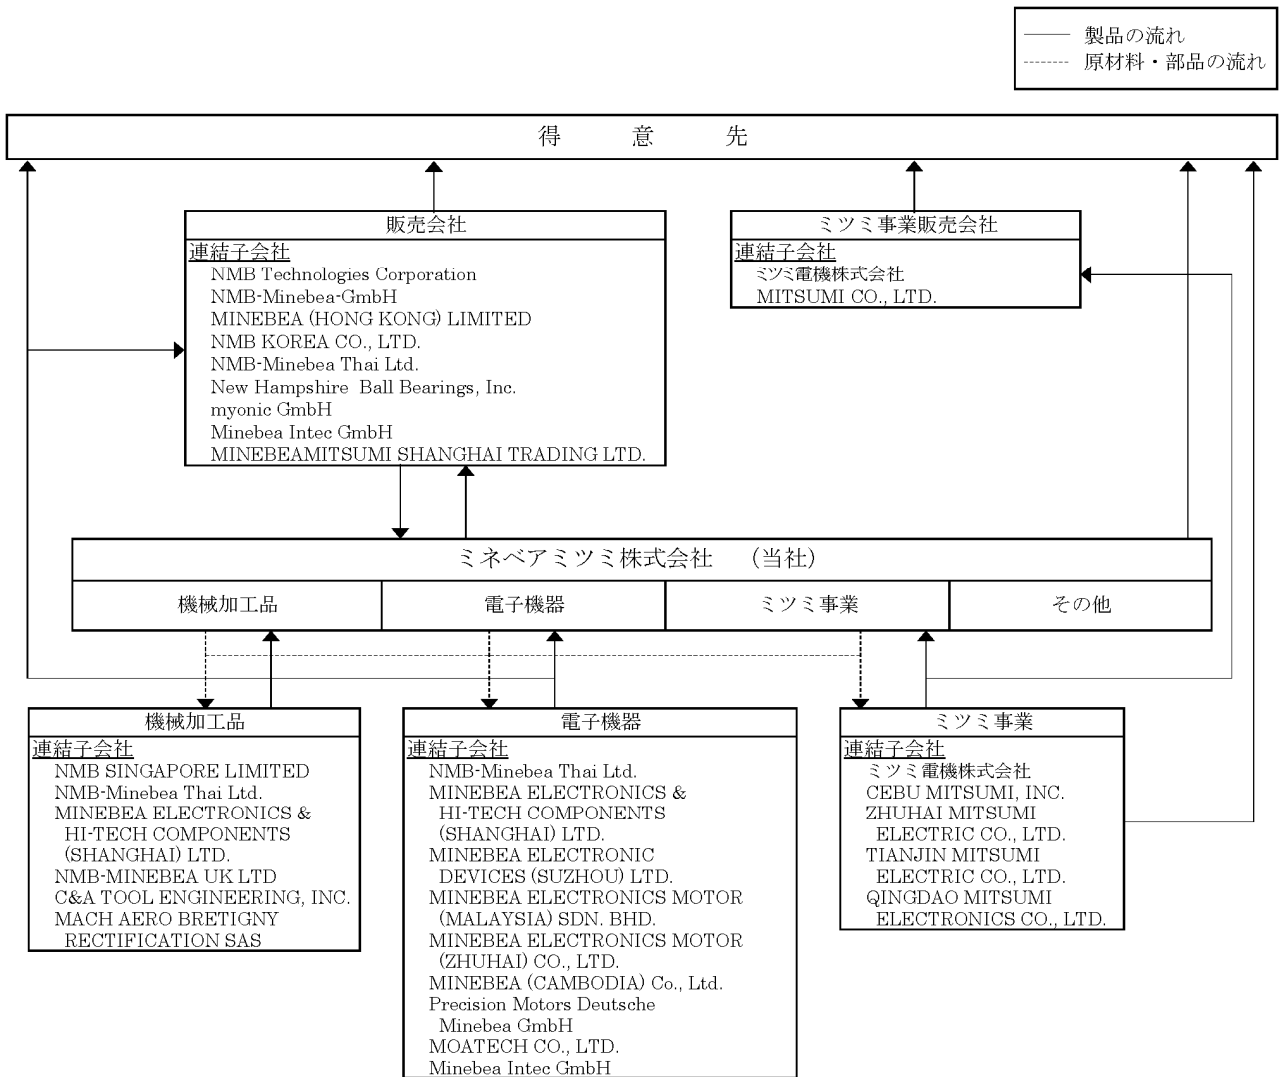 製品の流れ
原材料・部品の流れ
得意先
販売会社
連結子会社
NMB Technologies Corporation
NMB-Minebea-GmbH
MINEBEA (HONG KONG) LIMITED
NMB KOREA CO., LTD.
NMB-Minebea Thai Ltd.
New Hampshire Ball Bearings, Inc.
myonic GmbH
Minebea Intec GmbH
MINEBEAMITSUMI SHANGHAI TRADING LTD.
ミツミ事業販売会社
連結子会社
ミツミ電機株式会社
MITSUMI CO., LTD.
ミネベアミツミ株式会社 (当社)
機械加工品
電子機器
ミツミ事業
その他
機械加工品
連結子会社
NMB SINGAPORE LIMITED
NMB-Minebea Thai Ltd.
MINEBEA ELECTRONICS &
HI-TECH COMPONENTS
(SHANGHAI) LTD.
NMB-MINEBEA UK LTD
C&A TOOL ENGINEERING, INC.
MACH AERO BRETIGNY
RECTIFICATION SAS
電子機器
連結子会社
NMB-Minebea Thai Ltd.
MINEBEA ELECTRONICS &
HI-TECH COMPONENTS
(SHANGHAI) LTD.
MINEBEA ELECTRONIC
DEVICES (SUZHOU) LTD.
MINEBEA ELECTRONICS MOTOR
(MALAYSIA) SDN. BHD.
MINEBEA ELECTRONICS MOTOR
(ZHUHAI) CO., LTD.
MINEBEA (CAMBODIA) Co., Ltd.
Precision Motors Deutsche
Minebea GmbH
MOATECH CO., LTD.
Minebea Intec GmbH
ミツミ事業
連結子会社
ミツミ電機株式会社
CEBU MITSUMI, INC.
ZHUHAI MITSUMI
ELECTRIC CO., LTD.
TIANJIN MITSUMI
ELECTRIC CO., LTD.
QINGDAO MITSUMI
ELECTRONICS CO., LTD.